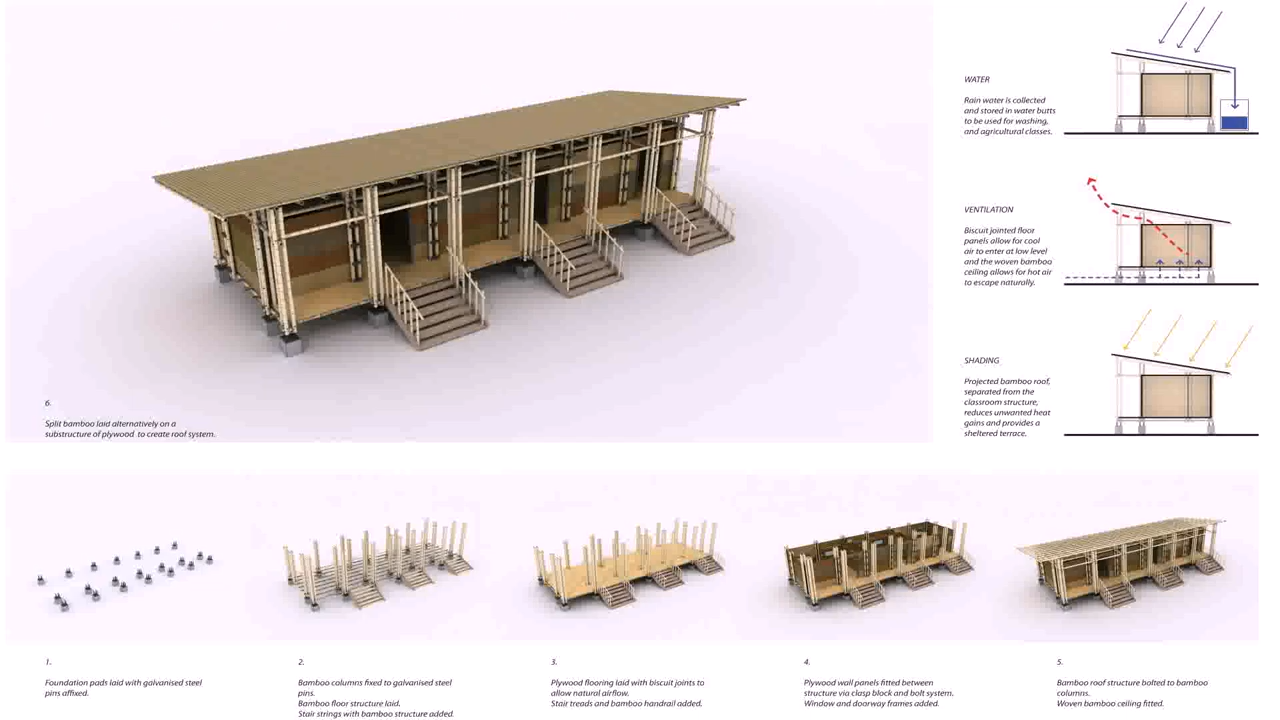 WATER
Rain water is collected
and stored in water butts
to be used for washing,
and agricultural classes.
VENTILATION
Biscuit jointed floor
panels allow for cool
air to enter at low level
and the woven bamboo
ceiling allows for hot air
to escape naturally.
SHADING
Projected bamboo roof,
separated from the
classroom structure,
reduces unwanted heat
gains and provides a
sheltered terrace.
6.
Split bamboo laid alternatively on a
substructure of plywood to create roof system.
1.
Foundation pads laid with galvanised steel
pins affixed.
2.
Bamboo columns fixed to galvanised steel
pins.
Bamboo floor structure laid.
Stair strings with bamboo structure added.
3.
Plywood flooring laid with biscuit joints to
allow natural airflow.
Stair treads and bamboo handrail added.
4.
Plywood wall panels fitted between
structure via clasp block and bolt system.
Window and doorway frames added.
5.
Bamboo roof structure bolted to bamboo
columns.
Woven bamboo ceiling fitted.